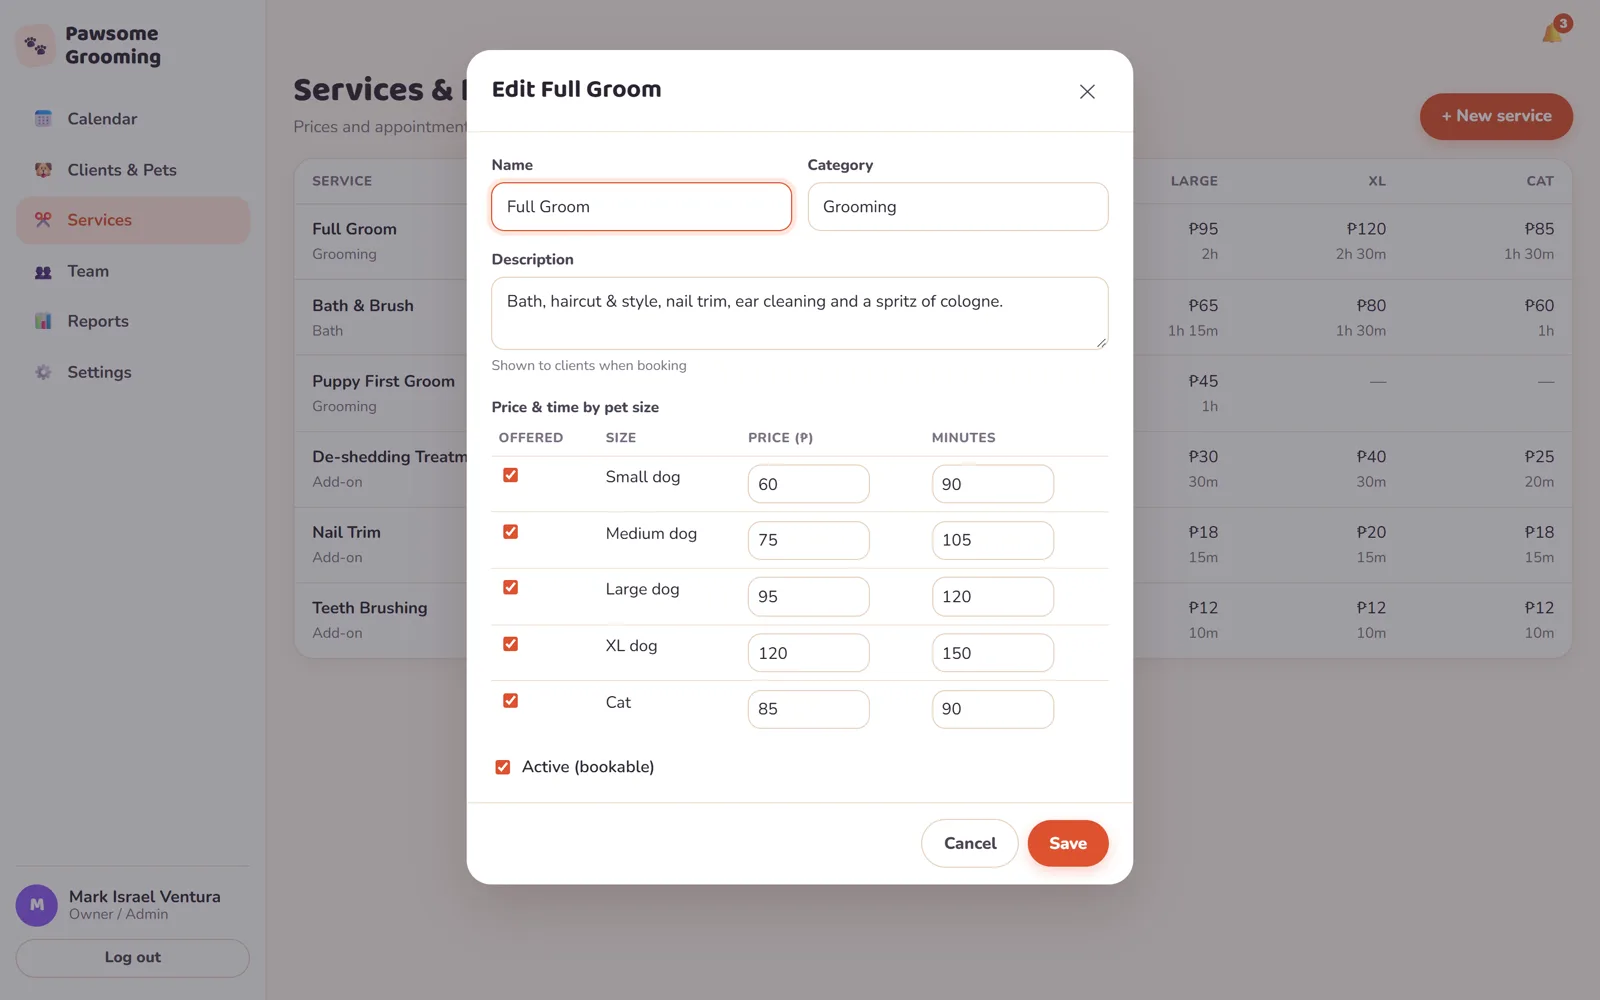 Pawsome
Grooming
Calendar
Clients & Pets
Services
Team
Reports
Settings
Mark Israel Ventura
Owner / Admin
M
Log out
3
Services &
Prices and appointment
+ New service
SERVICE LARGE XL CAT
Full Groom ₱95 ₱120 ₱85
Grooming 2h 2h 30m 1h 30m
Bath & Brush ₱65 ₱80 ₱60
Bath 1h 15m 1h 30m 1h
Puppy First Groom ₱45 — —
Grooming 1h
De-shedding Treatm ₱30 ₱40 ₱25
Add-on 30m 30m 20m
Nail Trim ₱18 ₱20 ₱18
Add-on 15m 15m 15m
Teeth Brushing ₱12 ₱12 ₱12
Add-on 10m 10m 10m
Edit Full Groom
Name Category
Full Groom Grooming
Description
Bath, haircut & style, nail trim, ear cleaning and a spritz of cologne.
Shown to clients when booking
Price & time by pet size
OFFERED SIZE PRICE (₱) MINUTES
Small dog 60 90
Medium dog 75 105
Large dog 95 120
XL dog 120 150
Cat 85 90
Active (bookable)
Cancel Save